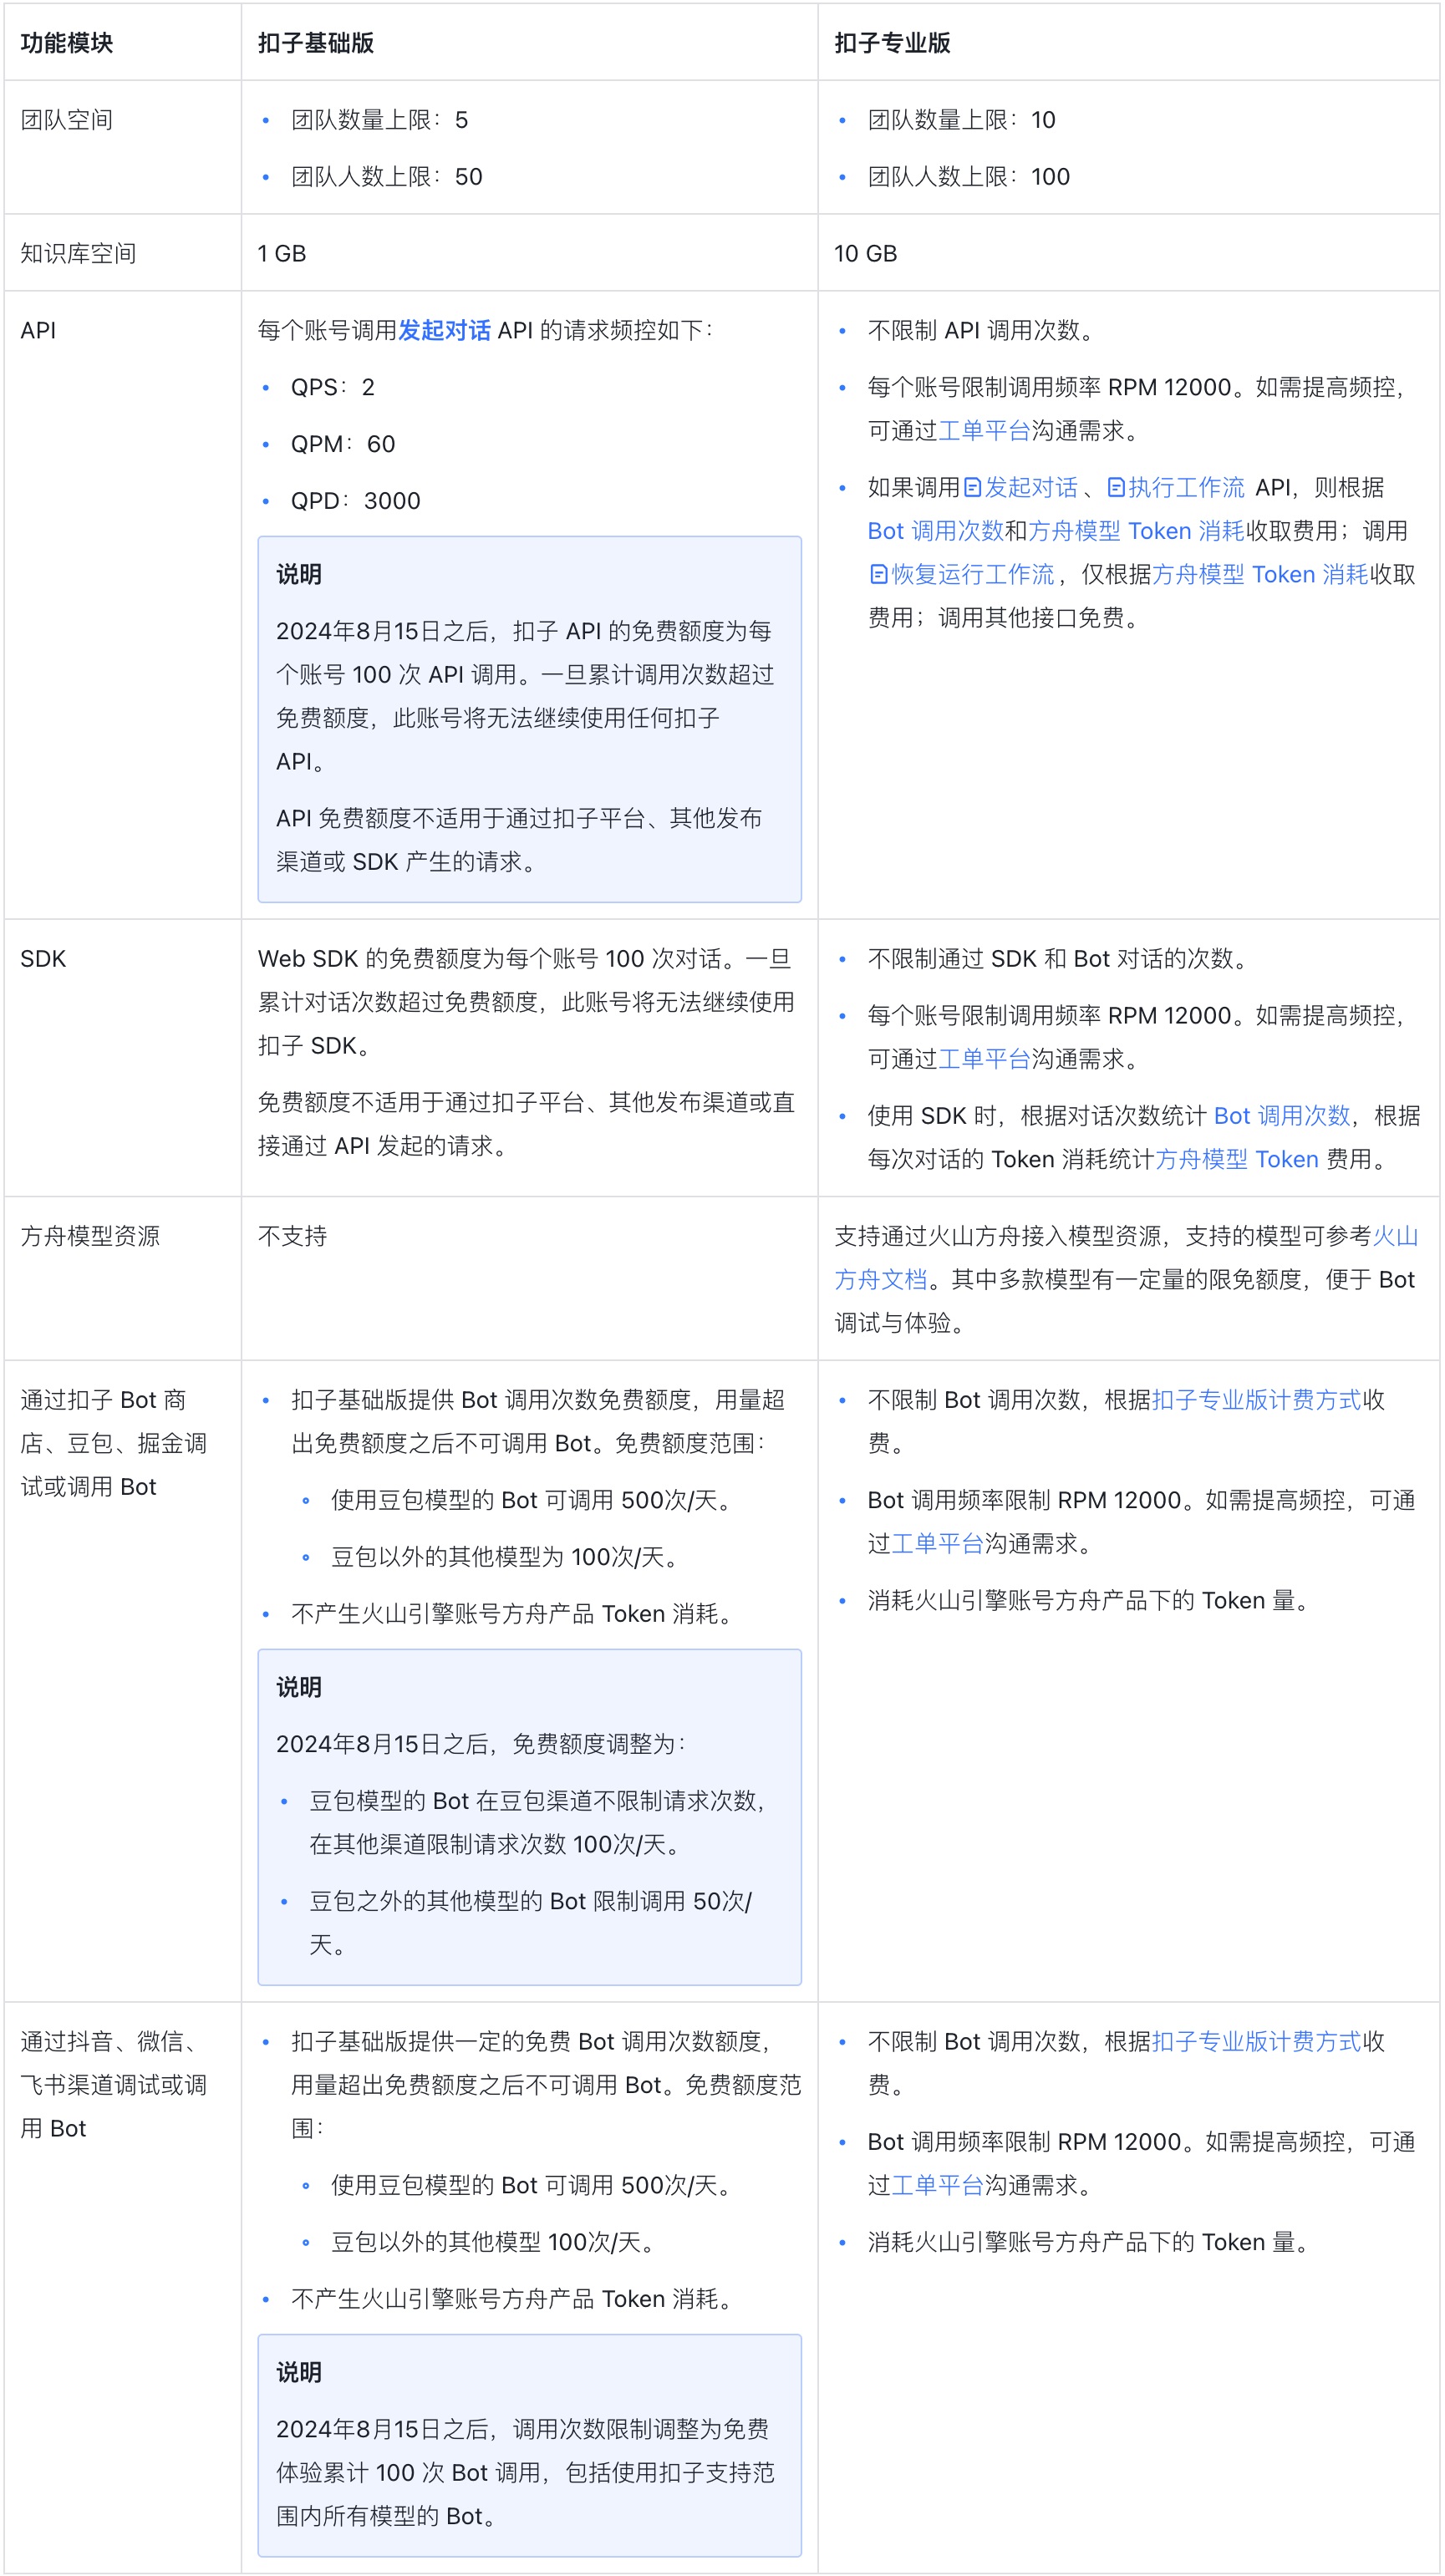 功能模块
扣子基础版
扣子专业版
团队空间
团队数量上限：5
团队人数上限：50
团队数量上限：10
团队人数上限：100
知识库空间
1 GB
10 GB
API
每个账号调用发起对话 API 的请求频控如下：
QPS：2
QPM：60
QPD：3000
说明
2024年8月15日之后，扣子 API 的免费额度为每
个账号 100 次 API 调用。一旦累计调用次数超过
免费额度，此账号将无法继续使用任何扣子
API。
API 免费额度不适用于通过扣子平台、其他发布
渠道或 SDK 产生的请求。
不限制 API 调用次数。
每个账号限制调用频率 RPM 12000。如需提高频控，
可通过工单平台沟通需求。
如果调用发起对话、执行工作流 API，则根据
Bot 调用次数和方舟模型 Token 消耗收取费用；调用
恢复运行工作流，仅根据方舟模型 Token 消耗收取
费用；调用其他接口免费。
SDK
Web SDK 的免费额度为每个账号 100 次对话。一旦
累计对话次数超过免费额度，此账号将无法继续使用
扣子 SDK。
免费额度不适用于通过扣子平台、其他发布渠道或直
接通过 API 发起的请求。
不限制通过 SDK 和 Bot 对话的次数。
每个账号限制调用频率 RPM 12000。如需提高频控，
可通过工单平台沟通需求。
使用 SDK 时，根据对话次数统计 Bot 调用次数，根据
每次对话的 Token 消耗统计方舟模型 Token 费用。
方舟模型资源
不支持
支持通过火山方舟接入模型资源，支持的模型可参考火山
方舟文档。其中多款模型有一定量的限免额度，便于 Bot
调试与体验。
通过扣子 Bot 商
店、豆包、掘金调
试或调用 Bot
扣子基础版提供 Bot 调用次数免费额度，用量超
出免费额度之后不可调用 Bot。免费额度范围：
使用豆包模型的 Bot 可调用 500次/天。
豆包以外的其他模型为 100次/天。
不产生火山引擎账号方舟产品 Token 消耗。
说明
2024年8月15日之后，免费额度调整为：
豆包模型的 Bot 在豆包渠道不限制请求次数，
在其他渠道限制请求次数 100次/天。
豆包之外的其他模型的 Bot 限制调用 50次/
天。
不限制 Bot 调用次数，根据扣子专业版计费方式收
费。
Bot 调用频率限制 RPM 12000。如需提高频控，可通
过工单平台沟通需求。
消耗火山引擎账号方舟产品下的 Token 量。
通过抖音、微信、
飞书渠道调试或调
用 Bot
扣子基础版提供一定的免费 Bot 调用次数额度，
用量超出免费额度之后不可调用 Bot。免费额度范
围：
使用豆包模型的 Bot 可调用 500次/天。
豆包以外的其他模型 100次/天。
不产生火山引擎账号方舟产品 Token 消耗。
说明
2024年8月15日之后，调用次数限制调整为免费
体验累计 100 次 Bot 调用，包括使用扣子支持范
围内所有模型的 Bot。
不限制 Bot 调用次数，根据扣子专业版计费方式收
费。
Bot 调用频率限制 RPM 12000。如需提高频控，可通
过工单平台沟通需求。
消耗火山引擎账号方舟产品下的 Token 量。